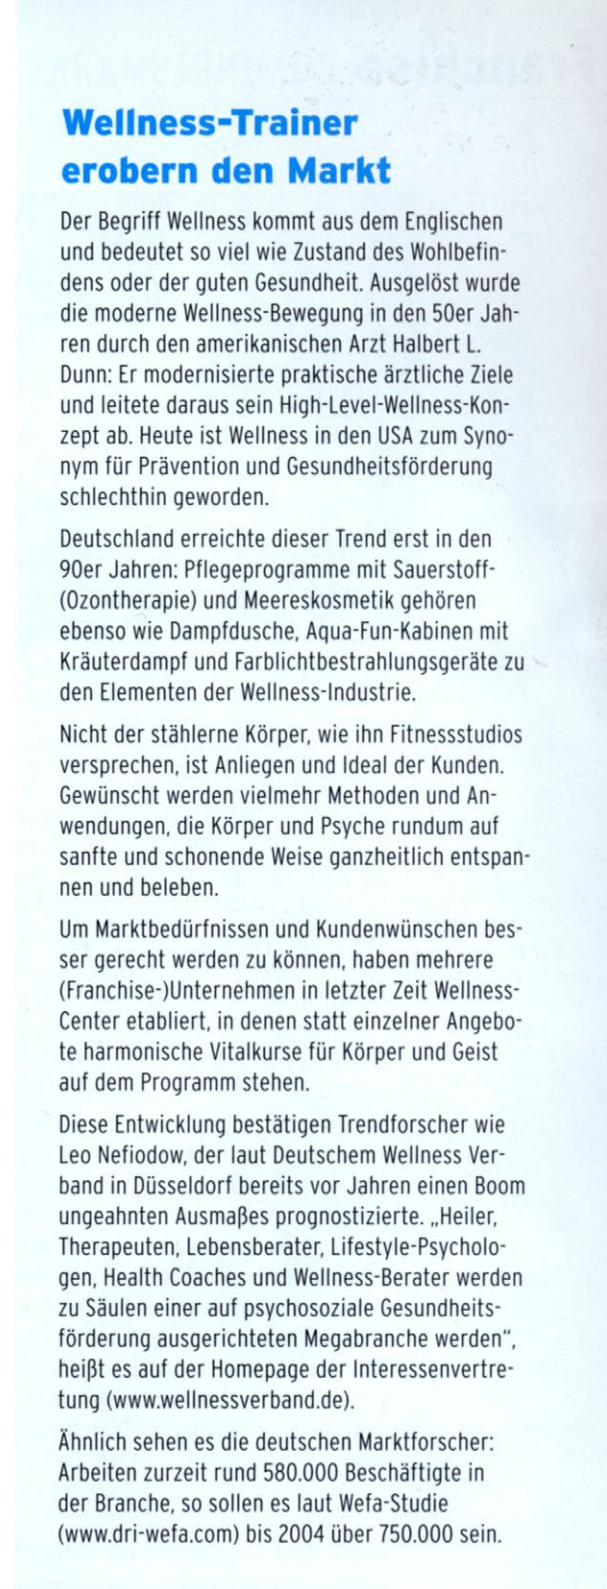 Wellness-Trainer
erobern den Markt
Der Begriff Wellness kommt aus dem Englischen
und bedeutet so viel wie Zustand des Wohlbefin-
dens oder der guten Gesundheit. Ausgelöst wurde
die moderne Wellness-Bewegung in den 50er Jah-
ren durch den amerikanischen Arzt Halbert L.
Dunn: Er modernisierte praktische ärztliche Ziele
und leitete daraus sein High-Level-Wellness-Kon-
zept ab. Heute ist Wellness in den USA zum Syno-
nym für Prävention und Gesundheitsförderung
schlechthin geworden.
Deutschland erreichte dieser Trend erst in den
90er Jahren: Pflegeprogramme mit Sauerstoff-
(Ozontherapie) und Meereskosmetik gehören
ebenso wie Dampfdusche, Aqua-Fun-Kabinen mit
Kräuterdampf und Farblichtbestrahlungsgeräte zu
den Elementen der Wellness-Industrie.
Nicht der stählerne Körper, wie ihn Fitnessstudios
versprechen, ist Anliegen und Ideal der Kunden.
Gewünscht werden vielmehr Methoden und An-
wendungen, die Körper und Psyche rundum auf
sanfte und schonende Weise ganzheitlich entspan-
nen und beleben.
Um Marktbedürfnissen und Kundenwünschen bes-
ser gerecht werden zu können, haben mehrere
(Franchise-)Unternehmen in letzter Zeit Wellness-
Center etabliert, in denen statt einzelner Angebo-
te harmonische Vitalkurse für Körper und Geist
auf dem Programm stehen.
Diese Entwicklung bestätigen Trendforscher wie
Leo Nefiodow, der laut Deutschem Wellness Ver-
band in Düsseldorf bereits vor Jahren einen Boom
ungeahnten Ausmaßes prognostizierte. „Heiler,
Therapeuten, Lebensberater, Lifestyle-Psycholo-
gen, Health Coaches und Wellness-Berater werden
zu Säulen einer auf psychosoziale Gesundheits-
förderung ausgerichteten Megabranche werden",
heißt es auf der Homepage der Interessenvertre-
tung (www.wellnessverband.de).
Ähnlich sehen es die deutschen Marktforscher:
Arbeiten zurzeit rund 580.000 Beschäftigte in
der Branche, so sollen es laut Wefa-Studie
(www.dri-wefa.com) bis 2004 über 750.000 sein.